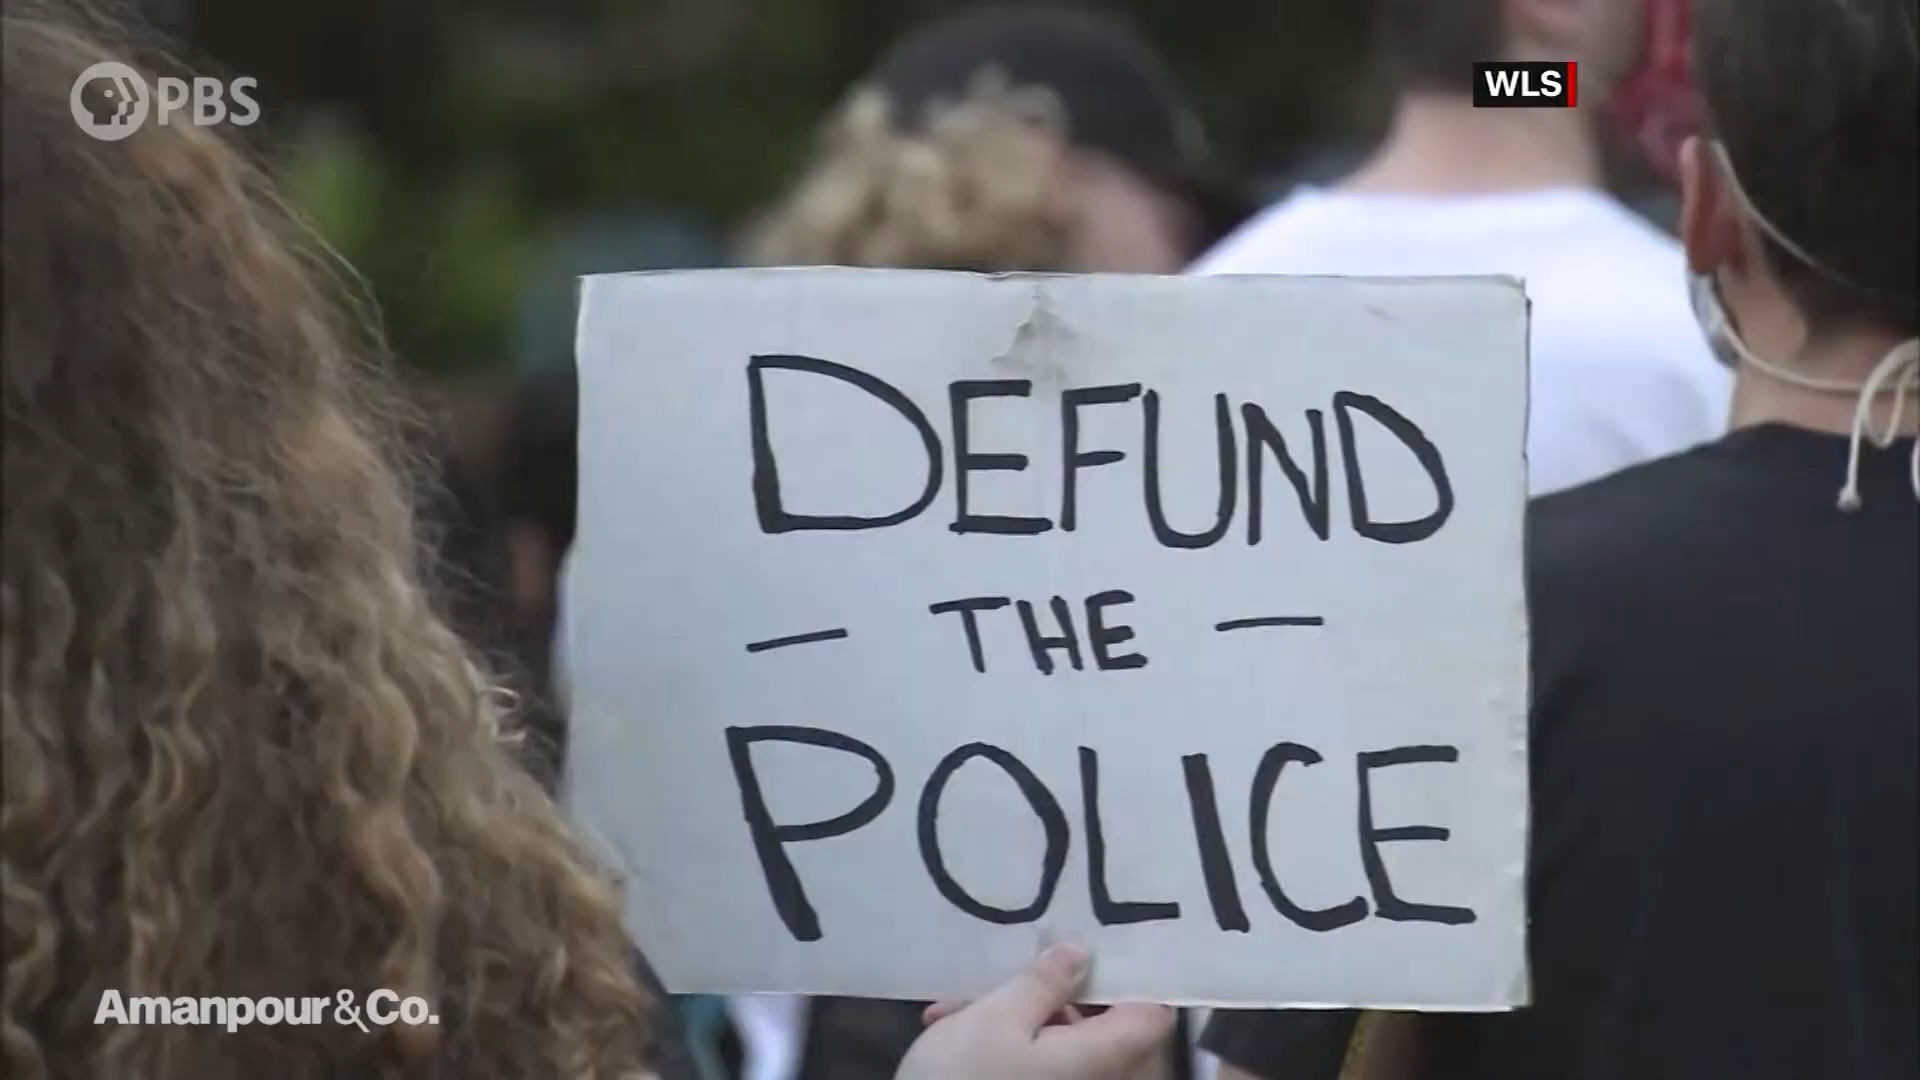 PBS
WLS
DEFUND
- THE -
POLICE
Amanpour&Co.